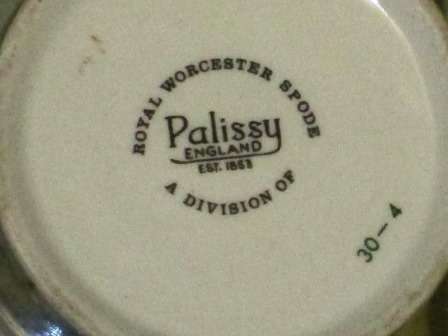 Palissy
ENGLAND
EST. 1853
A DIVISION OF
ROYAL WORCESTER SPODE
30-4